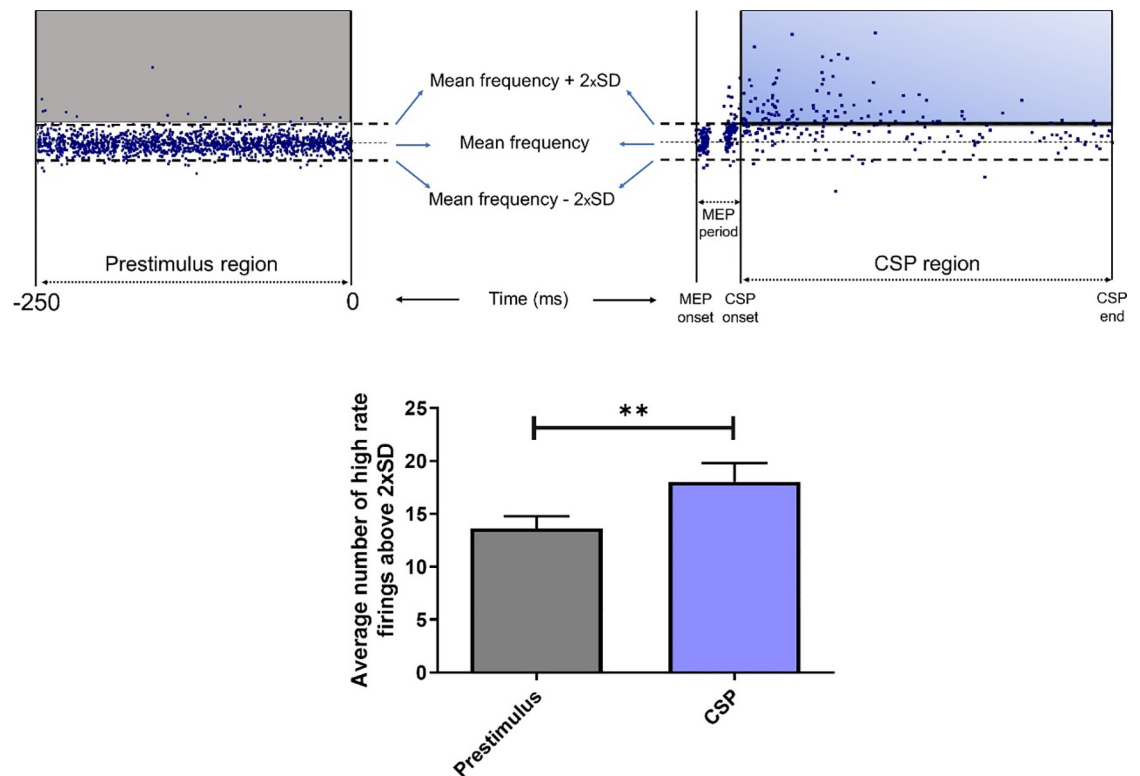 Mean frequency + 2xSD
Mean frequency
Mean frequency - 2xSD
MEP
period
Prestimulus region
CSP region
-250
0
Time (ms)
MEP
onset
CSP
onset
CSP
end
Average number of high rate
firings above 2xSD
25
20
15
10
5
0
**
Prestimulus
CSP